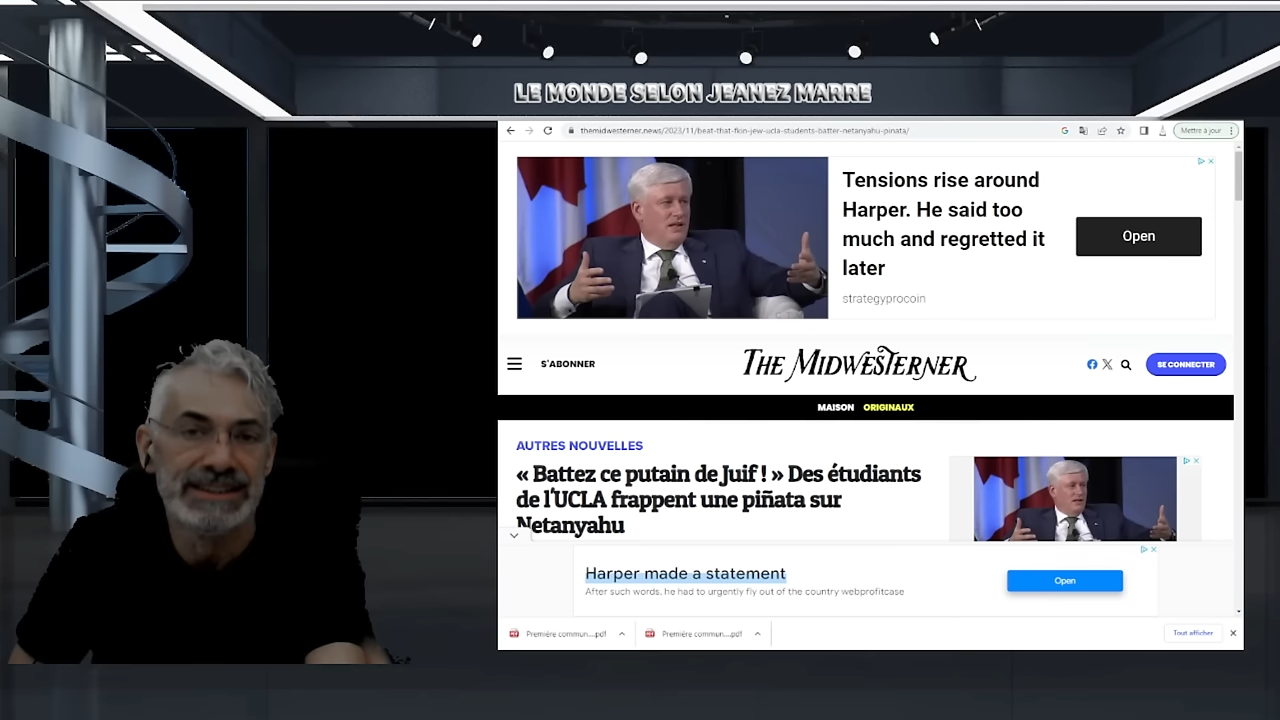 LE MONDE SELON JEANEZ MARRE
themidwesterner.news/2023/11/beat-that-fkin-jew-ucla-students-batter-netanyahu-pinata/
Mettre à jour
Tensions rise around
Harper. He said too
much and regretted it
later
strategyprocoin
Open
S'ABONNER
THE MIDWESTERNER
SE CONNECTER
MAISON ORIGINAUX
AUTRES NOUVELLES
« Battez ce putain de Juif ! » Des étudiants
de l'UCLA frappent une piñata sur
Netanyahu
Harper made a statement
After such words, he had to urgently fly out of the country webprofitcase
Open
Première commun....pdf
Première commun....pdf
Tout afficher